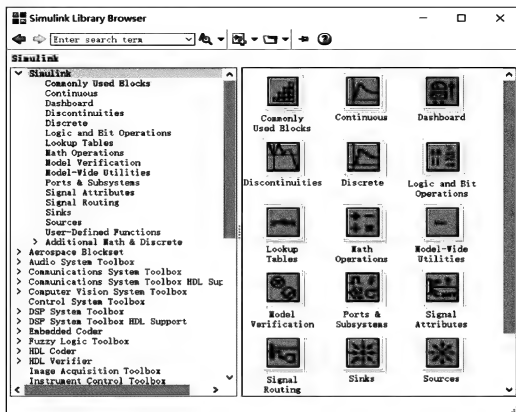 Simulink Library Browser
Enter search term
Simulink
Simulink
Commonly Used Blocks
Continuous
Dashboard
Discontinuities
Discrete
Logic and Bit Operations
Lookup Tables
Math Operations
Model Verification
Model-Wide Utilities
Ports & Subsystems
Signal Attributes
Signal Routing
Sinks
Sources
User-Defined Functions
Additional Math & Discrete
Aerospace Blockset
Audio System Toolbox
Communications System Toolbox
Communications System Toolbox HDL Sup
Computer Vision System Toolbox
Control System Toolbox
DSP System Toolbox
DSP System Toolbox HDL Support
Embedded Coder
Fuzzy Logic Toolbox
HDL Coder
HDL Verifier
Image Acquisition Toolbox
Instrument Control Toolbox
Commonly
Used Blocks
Continuous
Dashboard
Discontinuities
Discrete
Logic and Bit
Operations
Lookup
Tables
Math
Operations
Model-Wide
Utilities
Model
Verification
Ports &
Subsystems
Signal
Attributes
Signal
Routing
Sinks
Sources